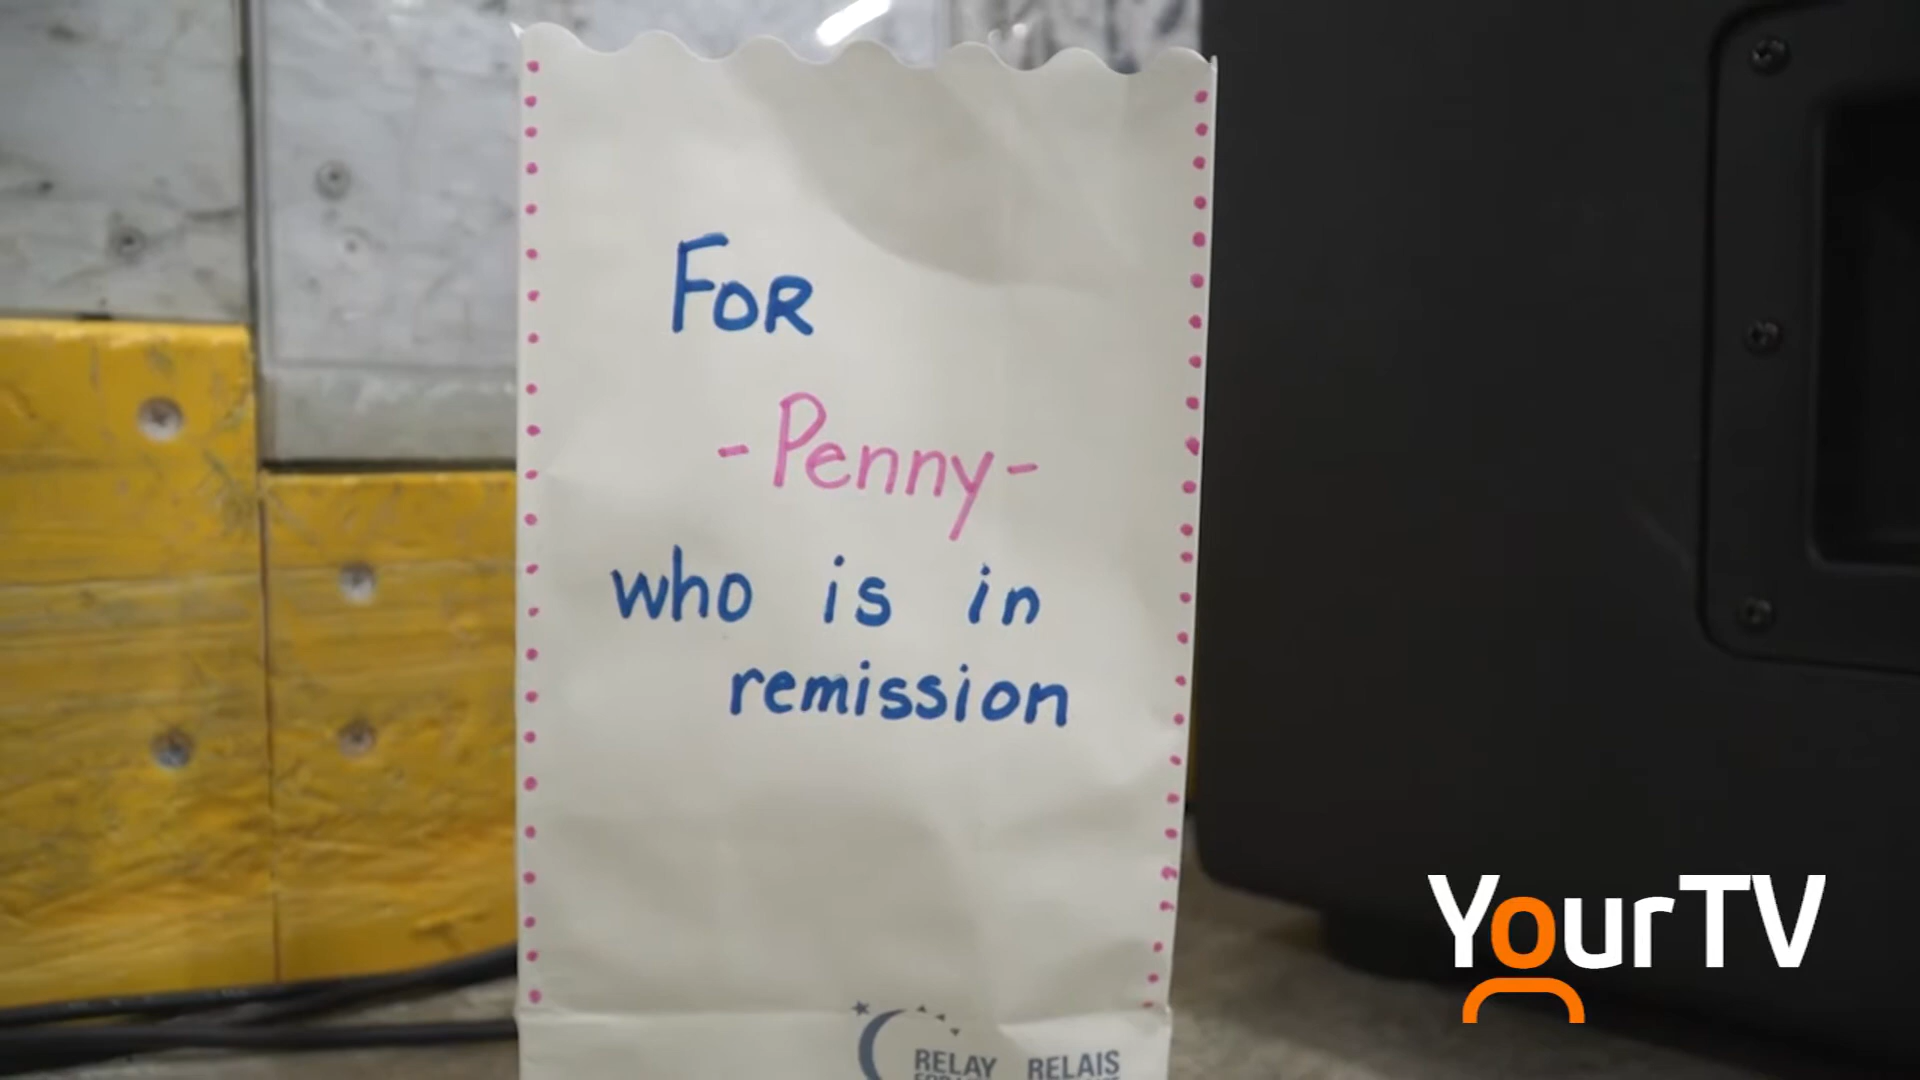 For
- Penny -
who is in
remission
RELAY RELAIS
YourTV